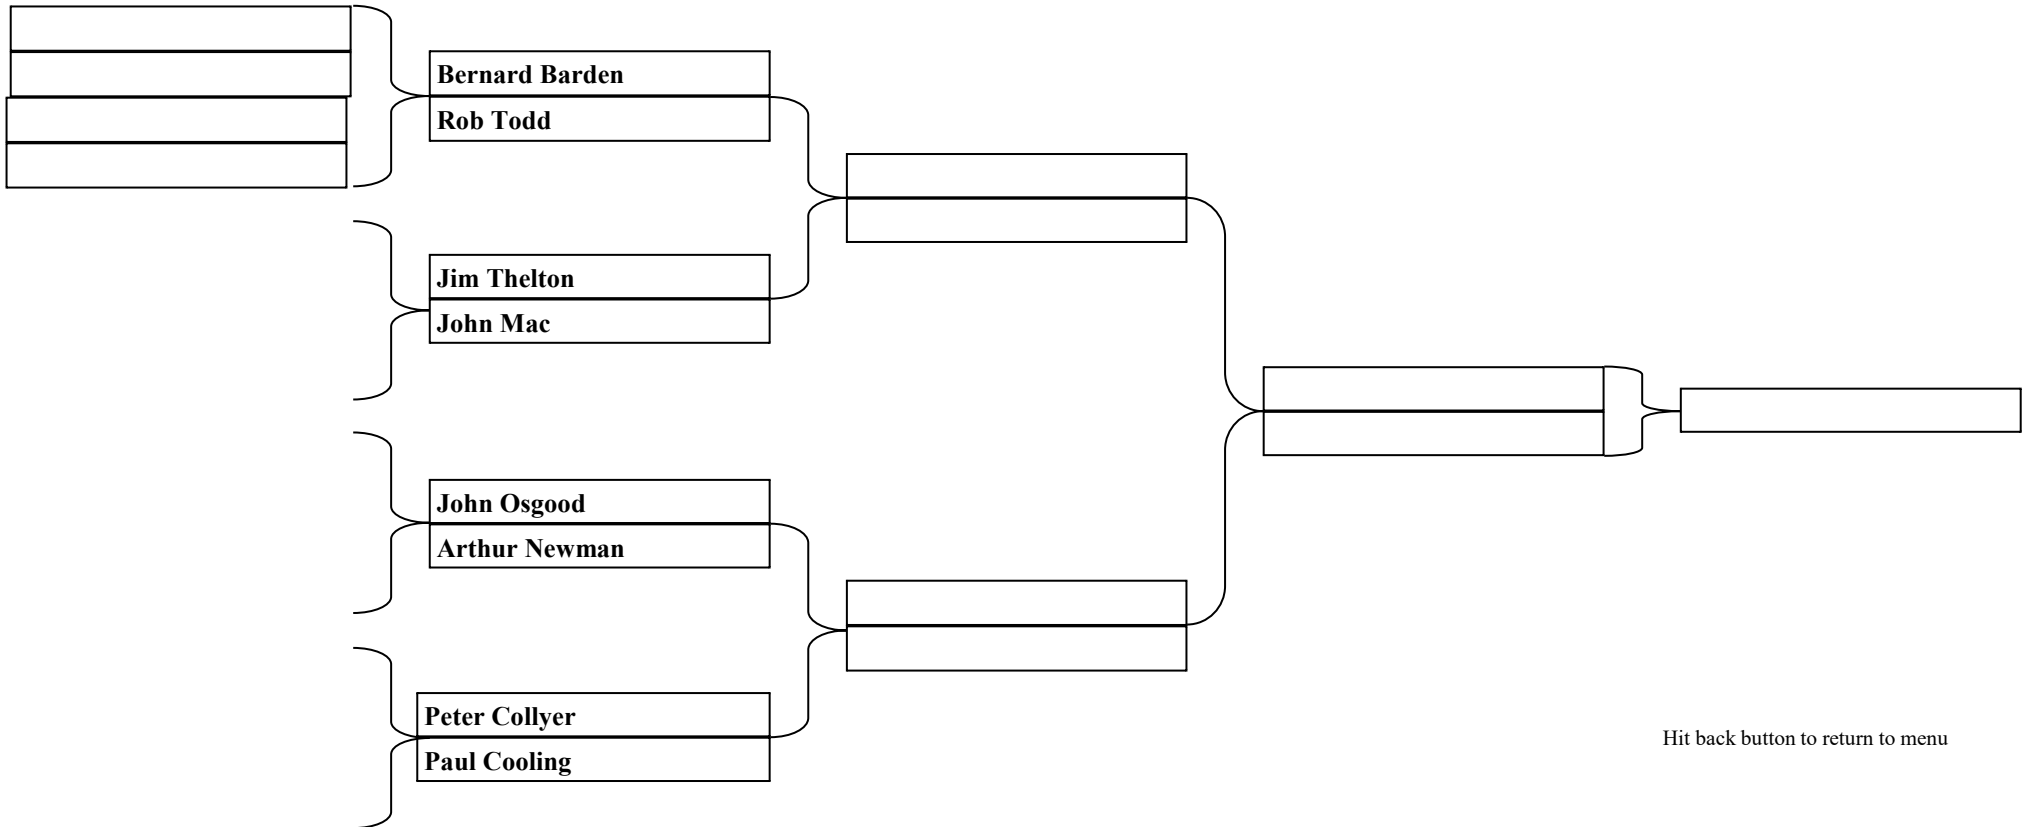 Bernard Barden
Rob Todd
Jim Thelton
John Mac
John Osgood
Arthur Newman
Peter Collyer
Paul Cooling
Hit back button to return to menu